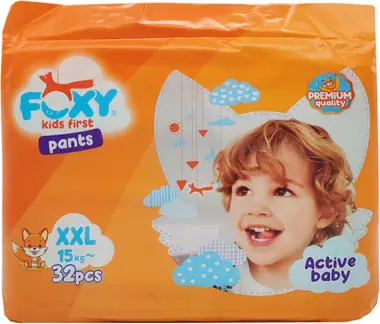 FOXY®
kids first
pants
PREMIUM
quality
XXL
15kg~
32pcs
Active
baby